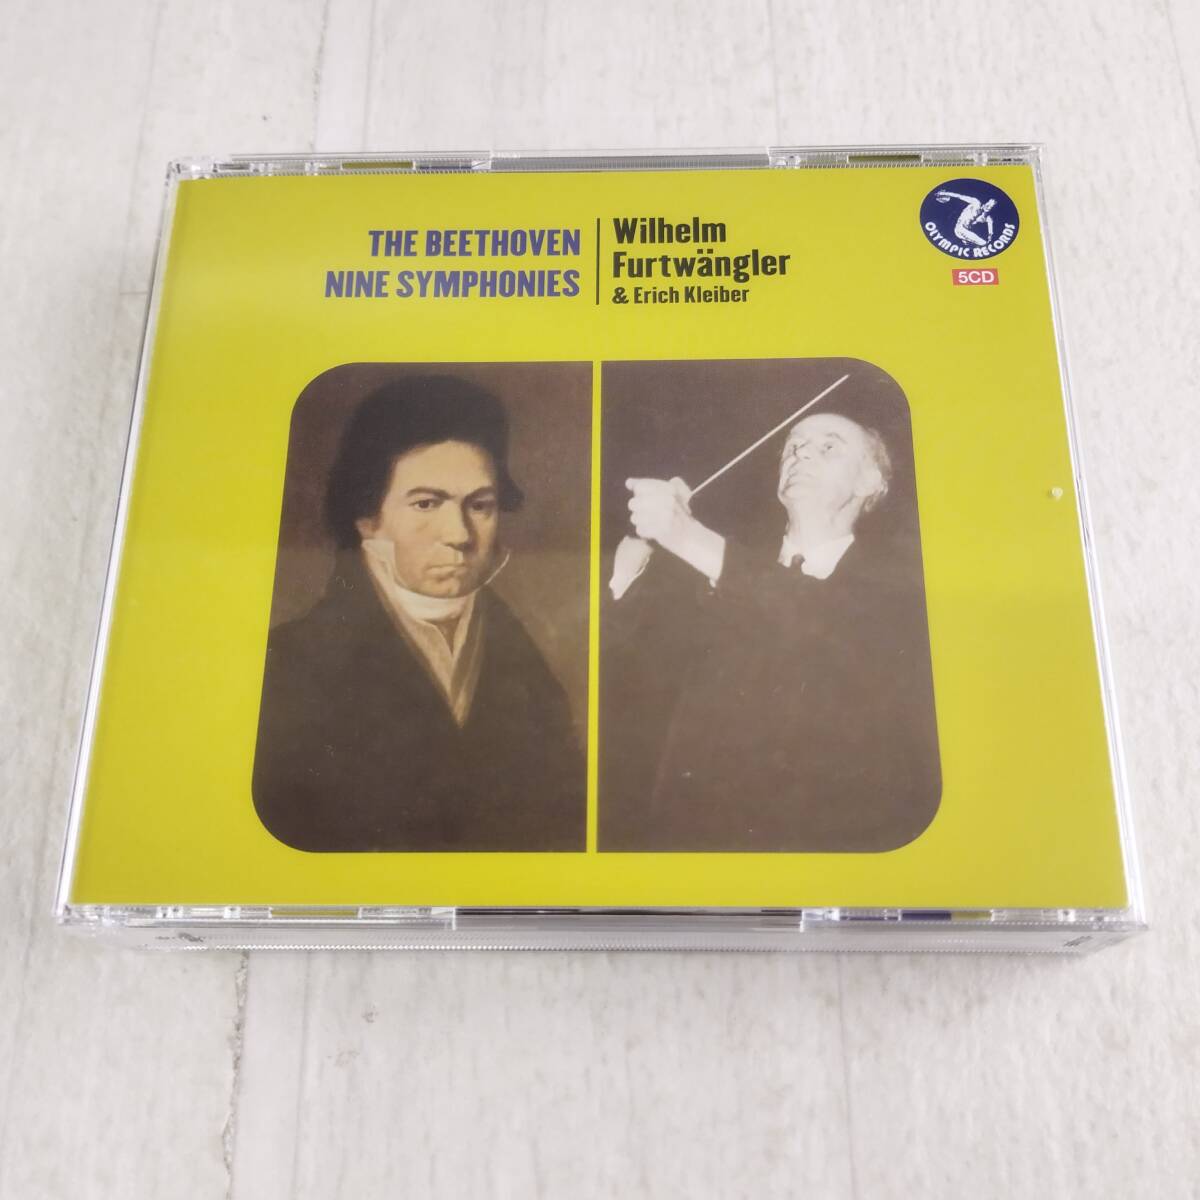 THE BEETHOVEN
NINE SYMPHONIES
Wilhelm
Furtwängler
& Erich Kleiber
OLYMPIC RECORDS
5CD